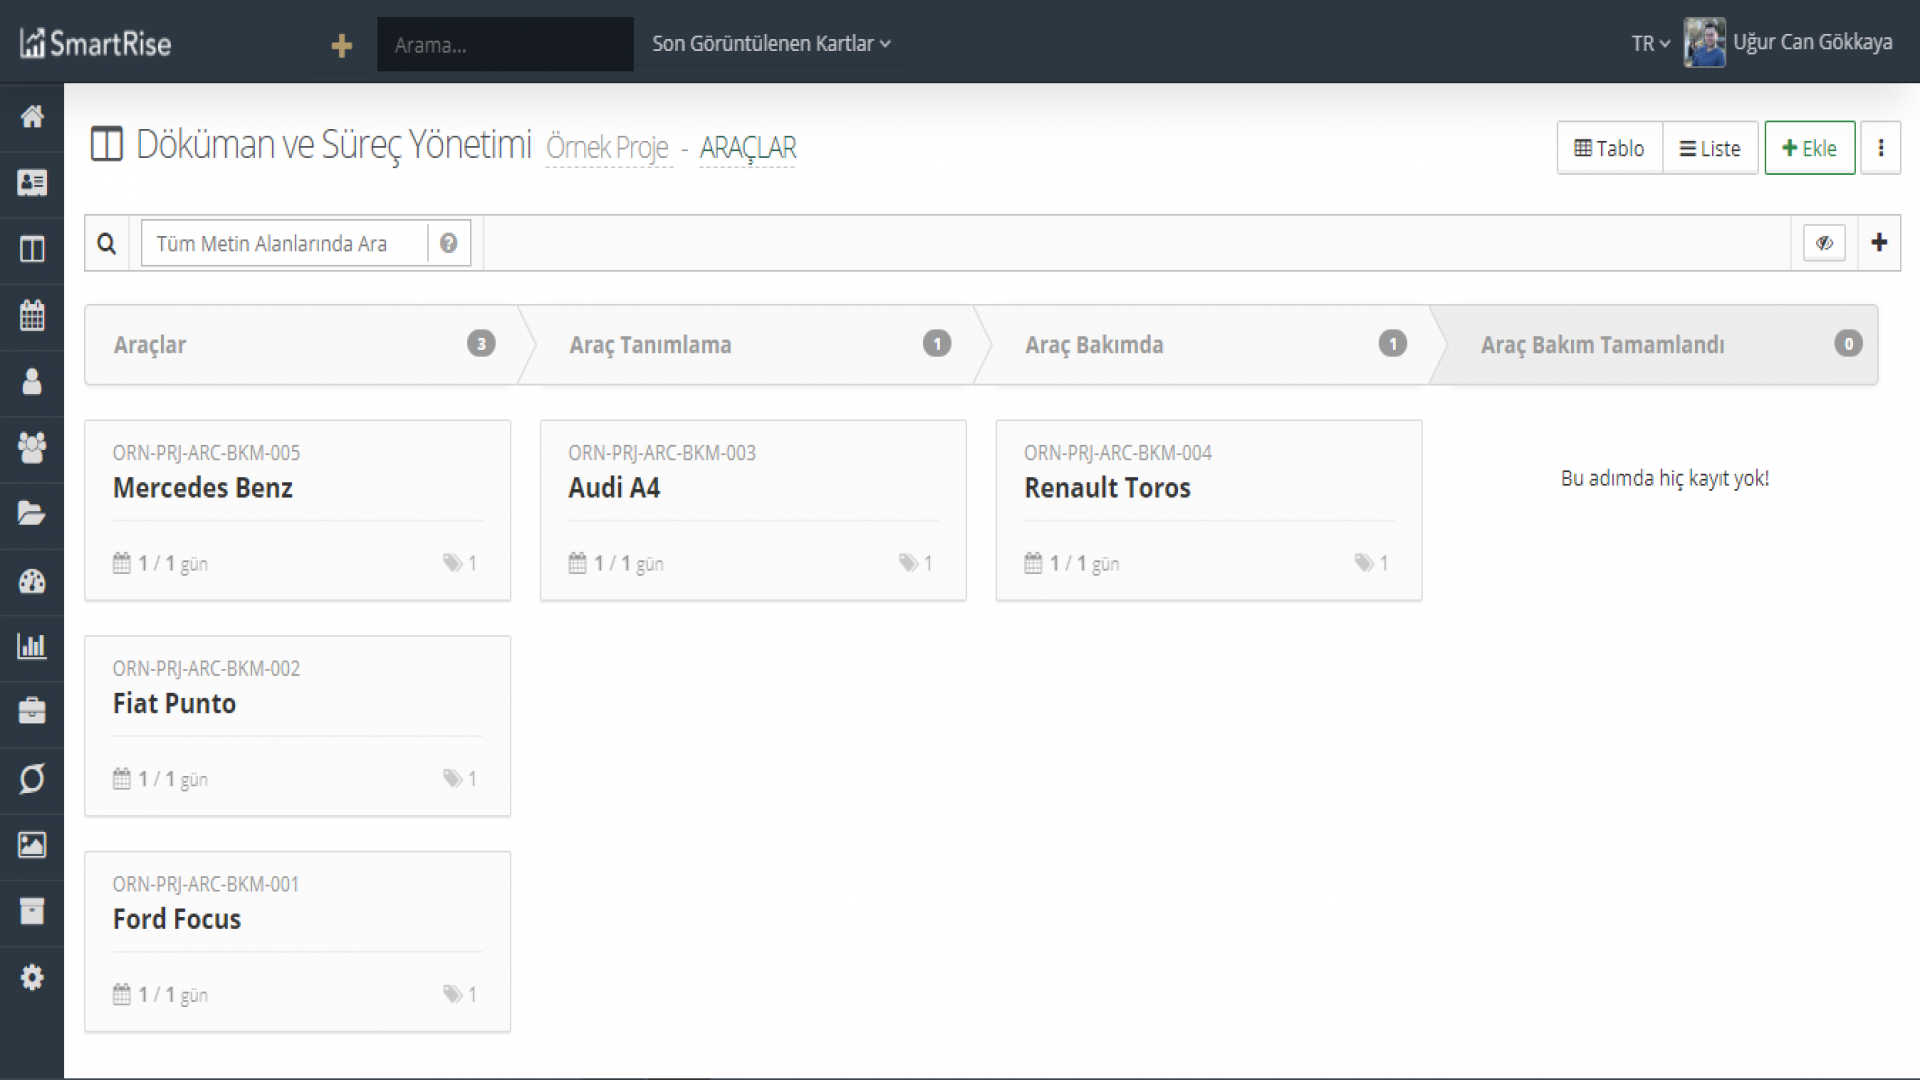 SmartRise
Arama...
Son Görüntülenen Kartlar
TR
Uğur Can Gökkaya
Döküman ve Süreç Yönetimi Örnek Proje - ARAÇLAR
Tablo
Liste
+ Ekle
Tüm Metin Alanlarında Ara
Araçlar 3
Araç Tanımlama 1
Araç Bakımda 1
Araç Bakım Tamamlandı 0
ORN-PRJ-ARC-BKM-005
Mercedes Benz
1 / 1 gün 1
ORN-PRJ-ARC-BKM-003
Audi A4
1 / 1 gün 1
ORN-PRJ-ARC-BKM-004
Renault Toros
1 / 1 gün 1
Bu adımda hiç kayıt yok!
ORN-PRJ-ARC-BKM-002
Fiat Punto
1 / 1 gün 1
ORN-PRJ-ARC-BKM-001
Ford Focus
1 / 1 gün 1